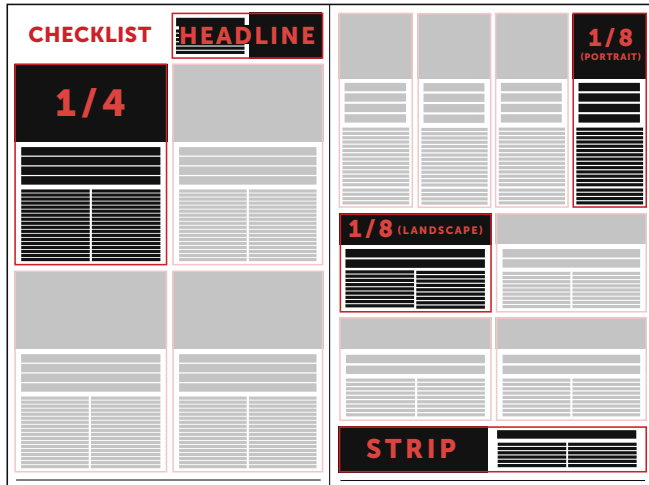 CHECKLIST
HEADLINE
1/4
1/8
(PORTRAIT)
1/8 (LANDSCAPE)
STRIP